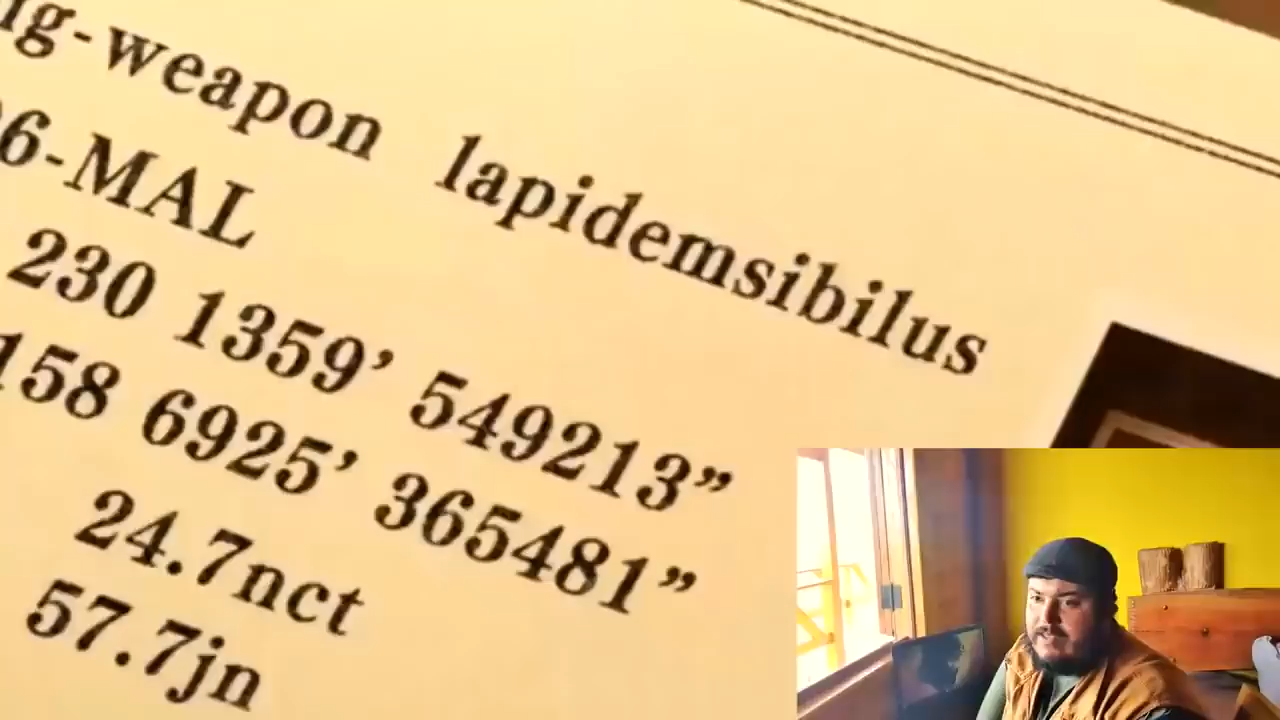 -weapon lapidemsibilus
6-MAL
230 1359’ 549213”
158 6925’ 365481”
24.7nct
57.7jn